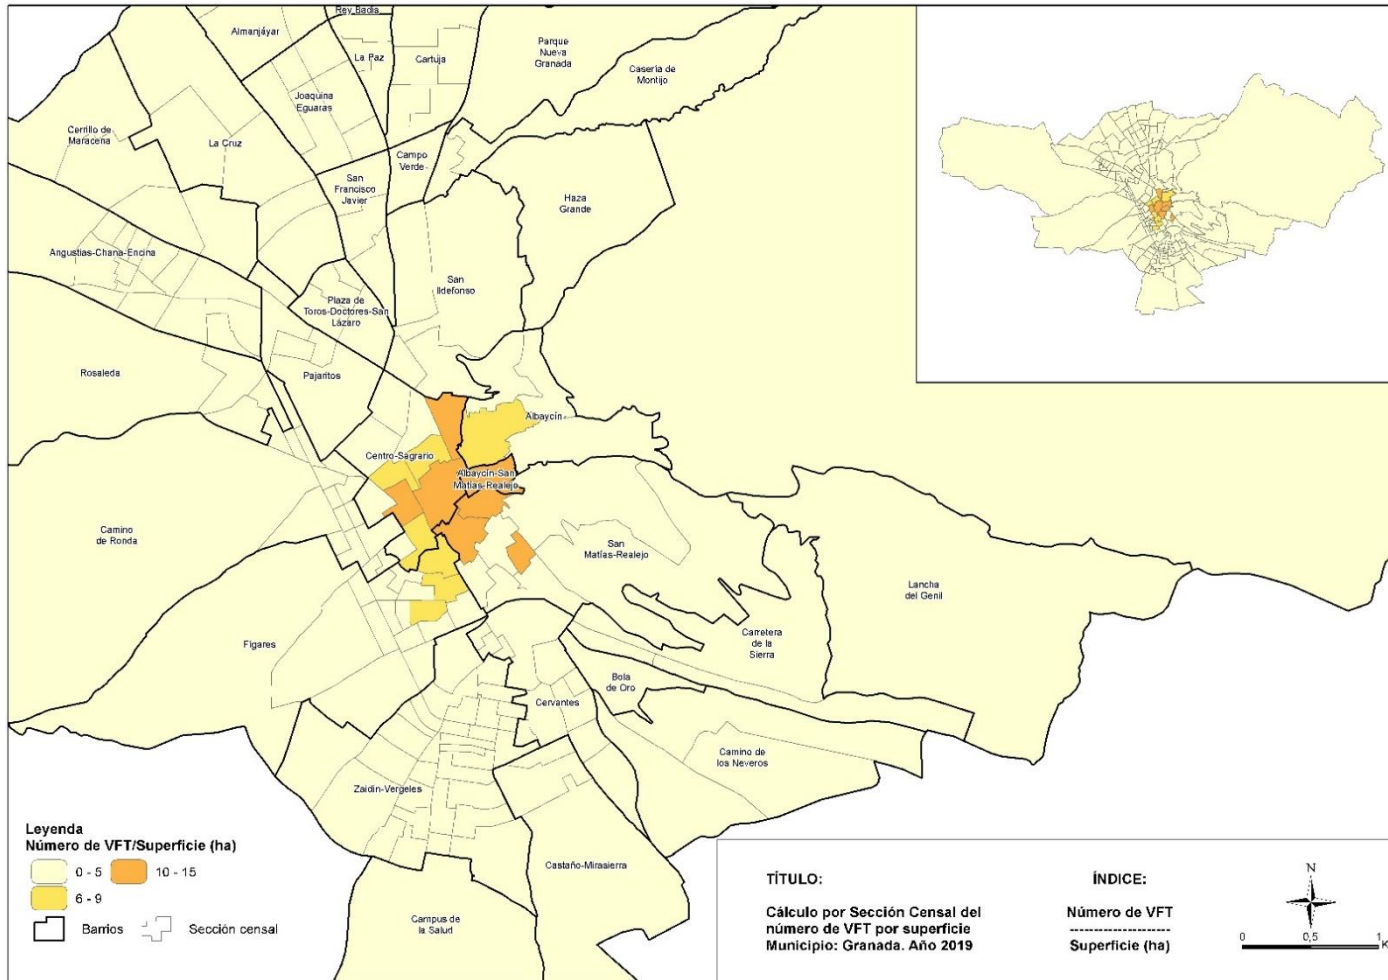 Rey Badía
Almanjáyar
La Paz
Cartuja
Parque
Nueva
Granada
Casería de
Montijo
Joaquina
Eguaras
Cerrillo de
Maracena
La Cruz
Campo
Verde
San
Francisco
Javier
Haza
Grande
Angustias-Chana-Encina
San
Ildefonso
Plaza de
Toros-Doctores-San
Lázaro
Rosaleda
Pajaritos
Albaycín
Centro-Sagrario
Albaycín-San
Matías-Realejo
Camino
de Ronda
San
Matías-Realejo
Lancha
del Genil
Fígares
Carretera
de la
Sierra
Bola
de Oro
Cervantes
Camino de
los Neveros
Zaidín-Vergeles
Castaño-Mirasierra
Campus de
la Salud
Leyenda
Número de VFT/Superficie (ha)
0 - 5
10 - 15
6 - 9
Barrios
Sección censal
TÍTULO:
Cálculo por Sección Censal del
número de VFT por superficie
Municipio: Granada. Año 2019
ÍNDICE:
Número de VFT
--------------------
Superficie (ha)
N
0 0,5 1
K